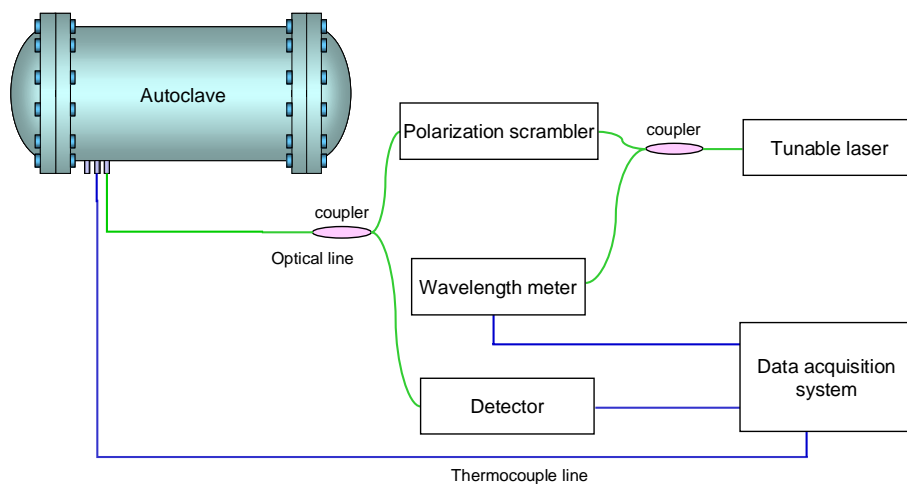 Autoclave
Polarization scrambler
coupler
Tunable laser
coupler
Optical line
Wavelength meter
Data acquisition
system
Detector
Thermocouple line